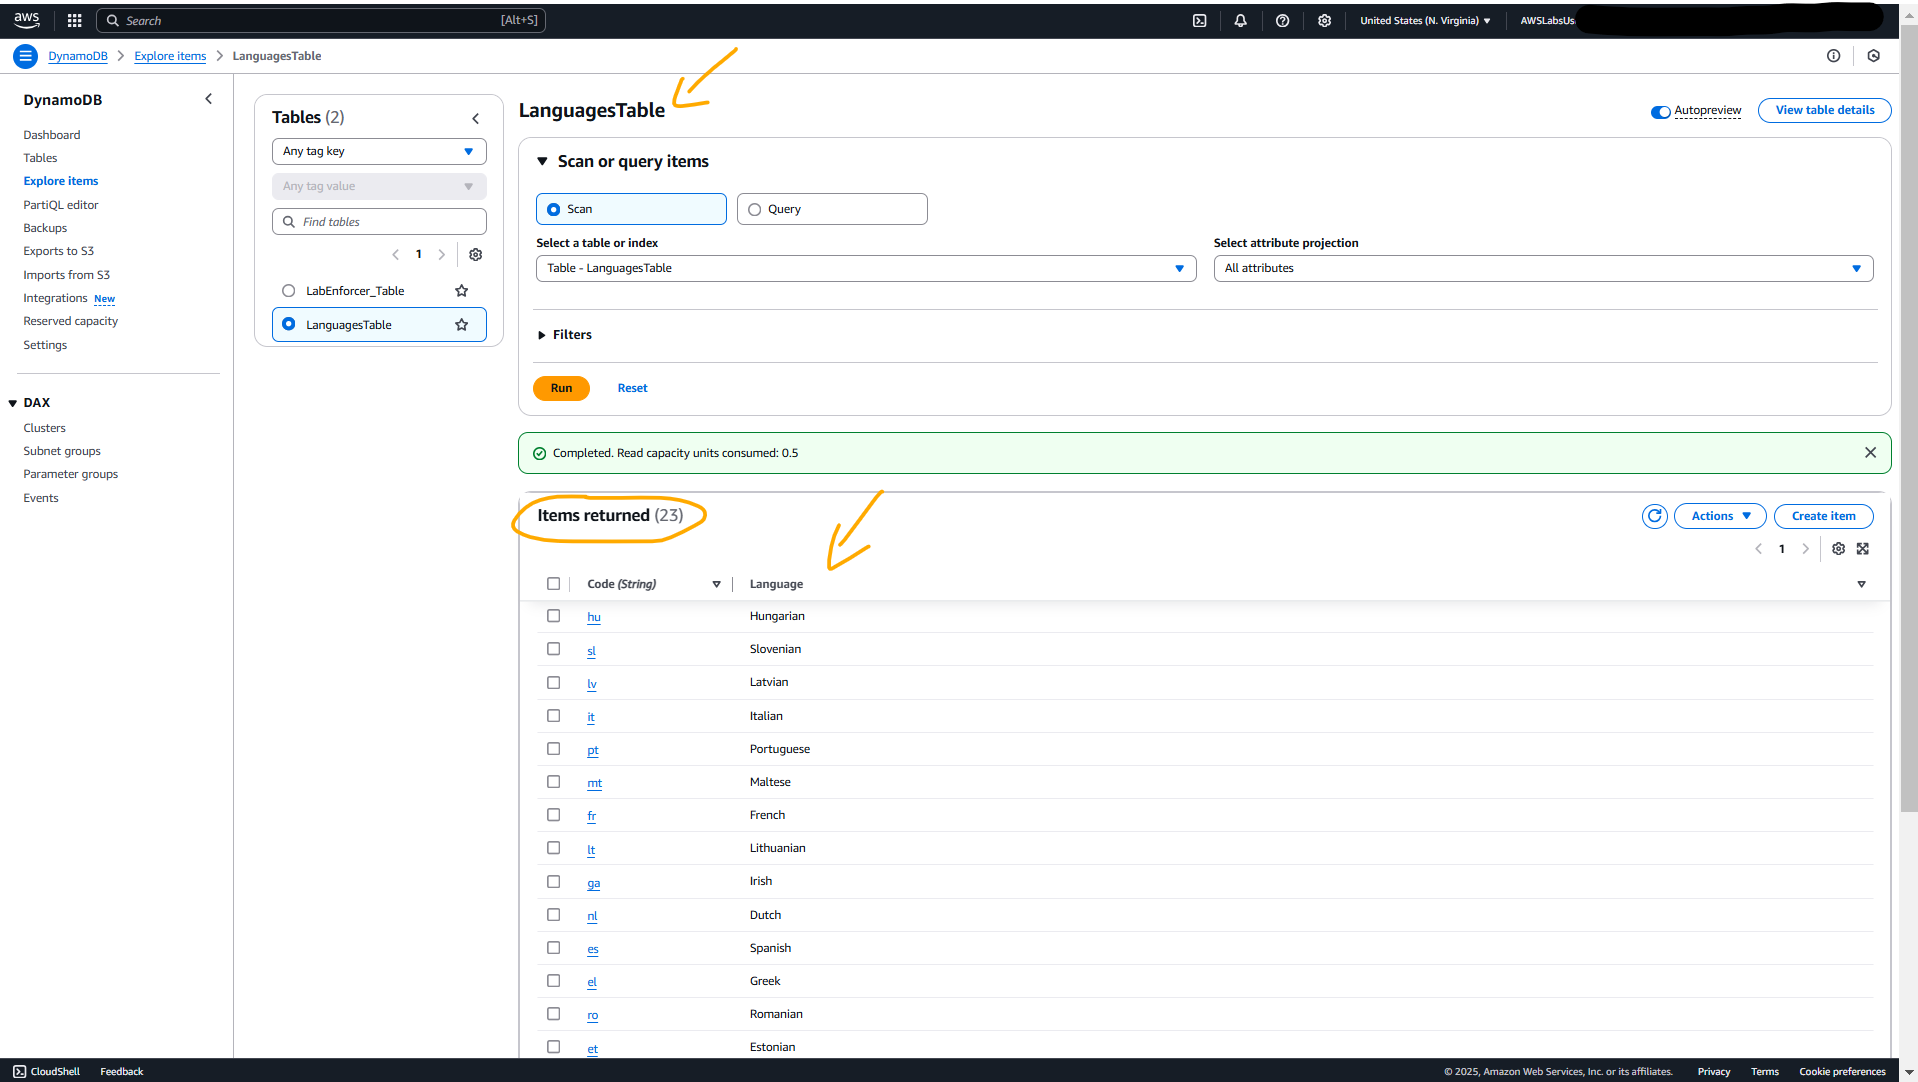 aws Search [Alt+S] United States (N. Virginia) AWSLabsUs
DynamoDB Explore items LanguagesTable
DynamoDB
Dashboard
Tables
Explore items
PartiQL editor
Backups
Exports to S3
Imports from S3
Integrations New
Reserved capacity
Settings
DAX
Clusters
Subnet groups
Parameter groups
Events
Tables (2)
Any tag key
Any tag value
Find tables
1
LabEnforcer_Table
LanguagesTable
LanguagesTable
Autopreview View table details
Scan or query items
Scan Query
Select a table or index Select attribute projection
Table - LanguagesTable All attributes
Filters
Run Reset
Completed. Read capacity units consumed: 0.5
Items returned (23) Actions Create item
1
Code (String) Language
hu Hungarian
sl Slovenian
lv Latvian
it Italian
pt Portuguese
mt Maltese
fr French
lt Lithuanian
ga Irish
nl Dutch
es Spanish
el Greek
ro Romanian
et Estonian
CloudShell Feedback © 2025, Amazon Web Services, Inc. or its affiliates. Privacy Terms Cookie preferences